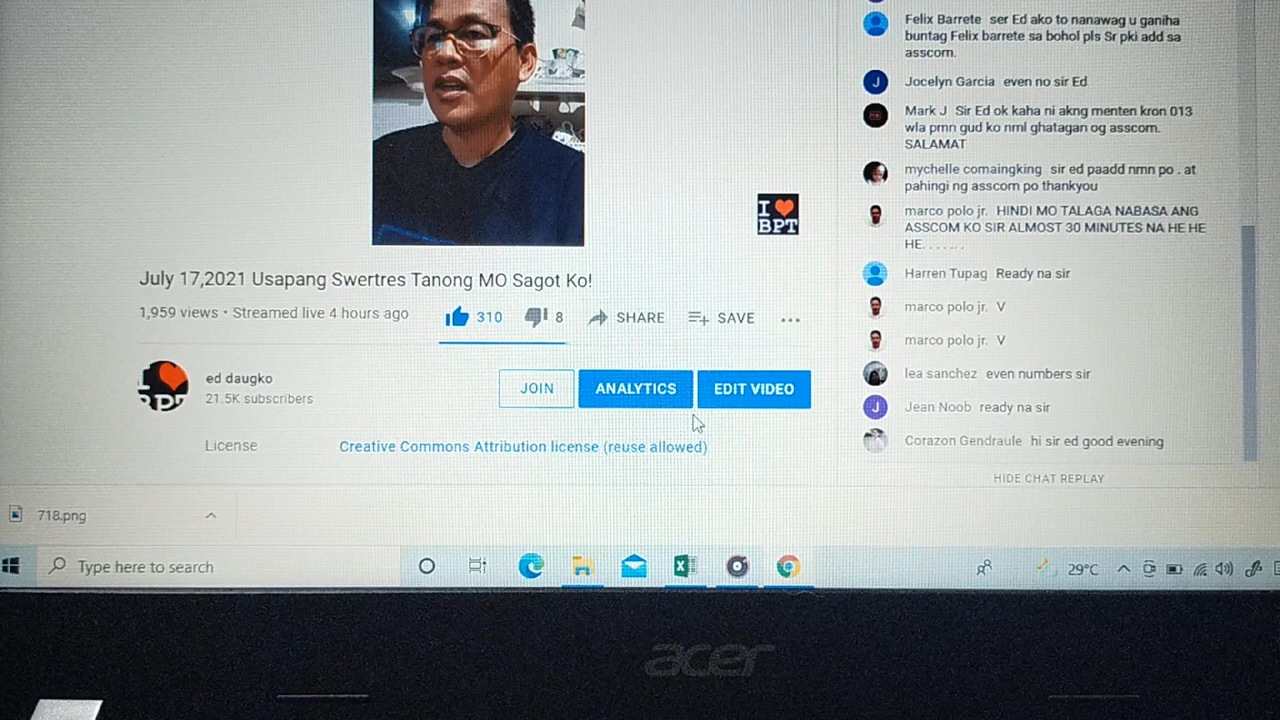 I ❤ BPT
July 17,2021 Usapang Swertres Tanong MO Sagot Ko!
1,959 views • Streamed live 4 hours ago
310
8
SHARE
SAVE
ed daugko
21.5K subscribers
JOIN
ANALYTICS
EDIT VIDEO
License
Creative Commons Attribution license (reuse allowed)
Felix Barrete ser Ed ako to nanawag u ganiha
buntag Felix barrete sa bohol pls Sr pki add sa
asscom.
J
Jocelyn Garcia even no sir Ed
Mark J Sir Ed ok kaha ni akng menten kron 013
wla pmn gud ko nml ghatagan og asscom.
SALAMAT
mychelle comaingking sir ed paadd nmn po . at
pahingi ng asscom po thankyou
marco polo jr. HINDI MO TALAGA NABASA ANG
ASSCOM KO SIR ALMOST 30 MINUTES NA HE HE
HE. . . . . . .
Harren Tupag Ready na sir
marco polo jr. V
marco polo jr. V
lea sanchez even numbers sir
J
Jean Noob ready na sir
Corazon Gendraule hi sir ed good evening
HIDE CHAT REPLAY
718.png
Type here to search
29°C
acer